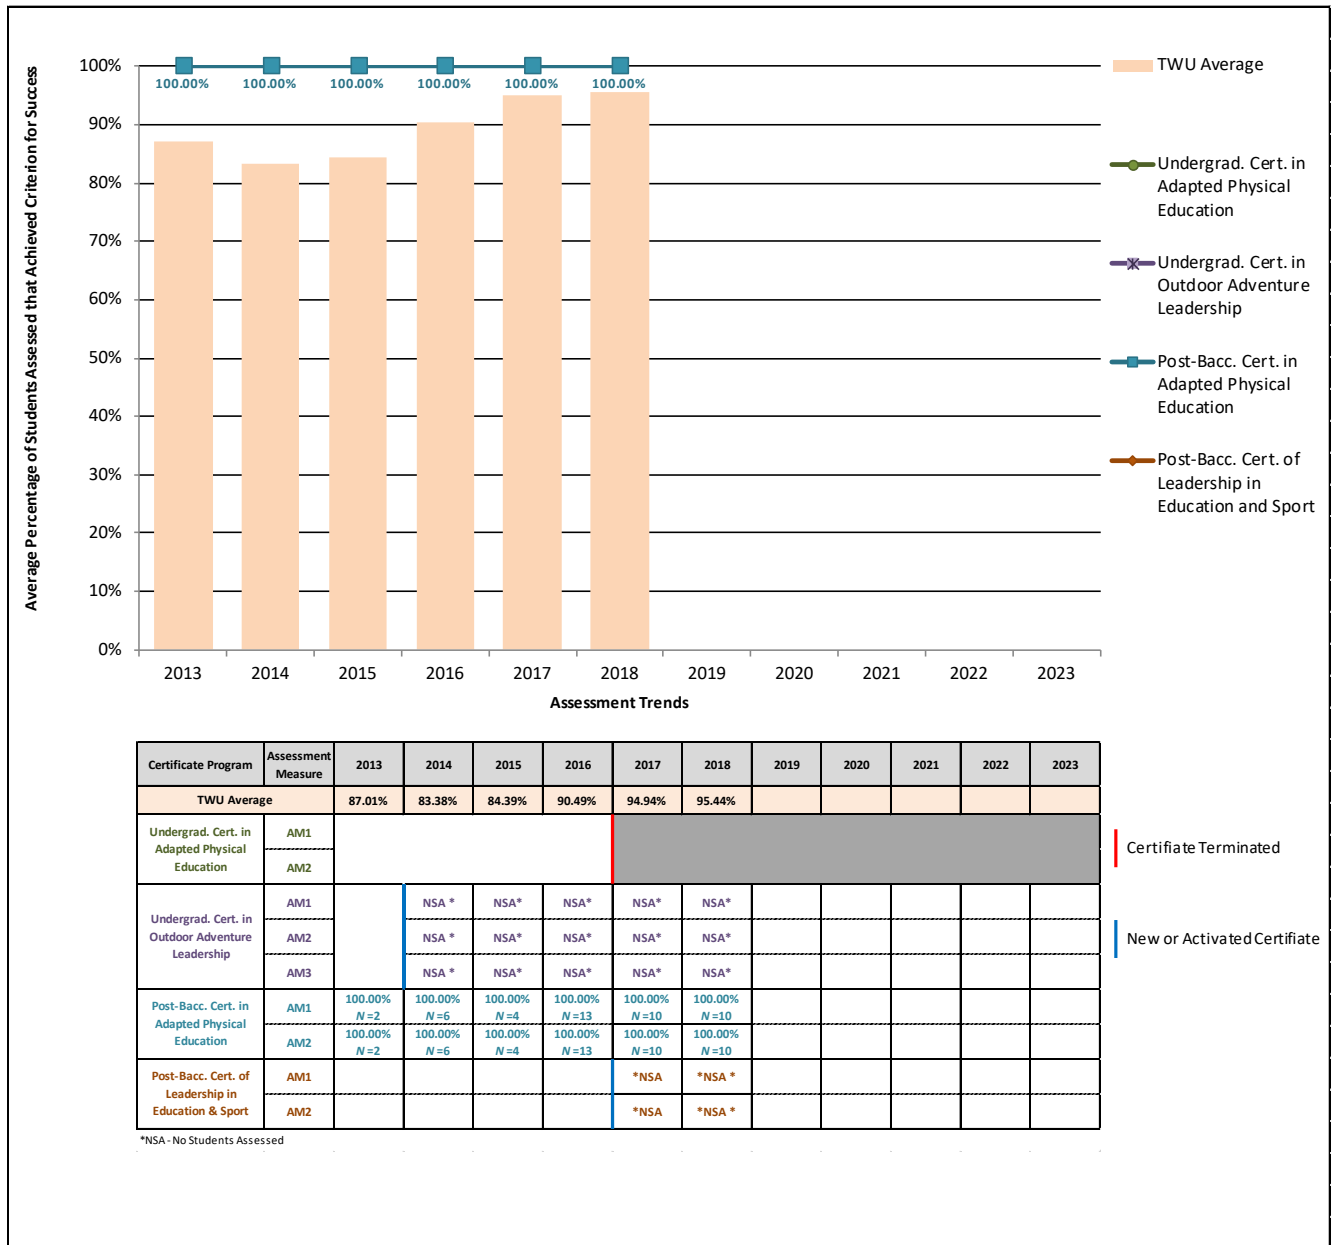 Average Percentage of Students Assessed that Achieved Criterion for Success
100%
90%
80%
70%
60%
50%
40%
30%
20%
10%
0%
100.00% 100.00% 100.00% 100.00% 100.00% 100.00%
2013 2014 2015 2016 2017 2018 2019 2020 2021 2022 2023
Assessment Trends
TWU Average
Undergrad. Cert. in
Adapted Physical
Education
Undergrad. Cert. in
Outdoor Adventure
Leadership
Post-Bacc. Cert. in
Adapted Physical
Education
Post-Bacc. Cert. of
Leadership in
Education and Sport
Certificate Program Assessment Measure 2013 2014 2015 2016 2017 2018 2019 2020 2021 2022 2023
TWU Average 87.01% 83.38% 84.39% 90.49% 94.94% 95.44%
Undergrad. Cert. in
Adapted Physical
Education
AM1
AM2
Undergrad. Cert. in
Outdoor Adventure
Leadership
AM1 NSA * NSA* NSA* NSA* NSA*
AM2 NSA * NSA* NSA* NSA* NSA*
AM3 NSA * NSA* NSA* NSA* NSA*
Post-Bacc. Cert. in
Adapted Physical
Education
AM1 100.00% 100.00% 100.00% 100.00% 100.00% 100.00%
N =2 N =6 N =4 N =13 N =10 N =10
AM2 100.00% 100.00% 100.00% 100.00% 100.00% 100.00%
N =2 N =6 N =4 N =13 N =10 N =10
Post-Bacc. Cert. of
Leadership in
Education & Sport
AM1 *NSA *NSA *
AM2 *NSA *NSA *
*NSA - No Students Assessed
Certifiate Terminated
New or Activated Certifiate